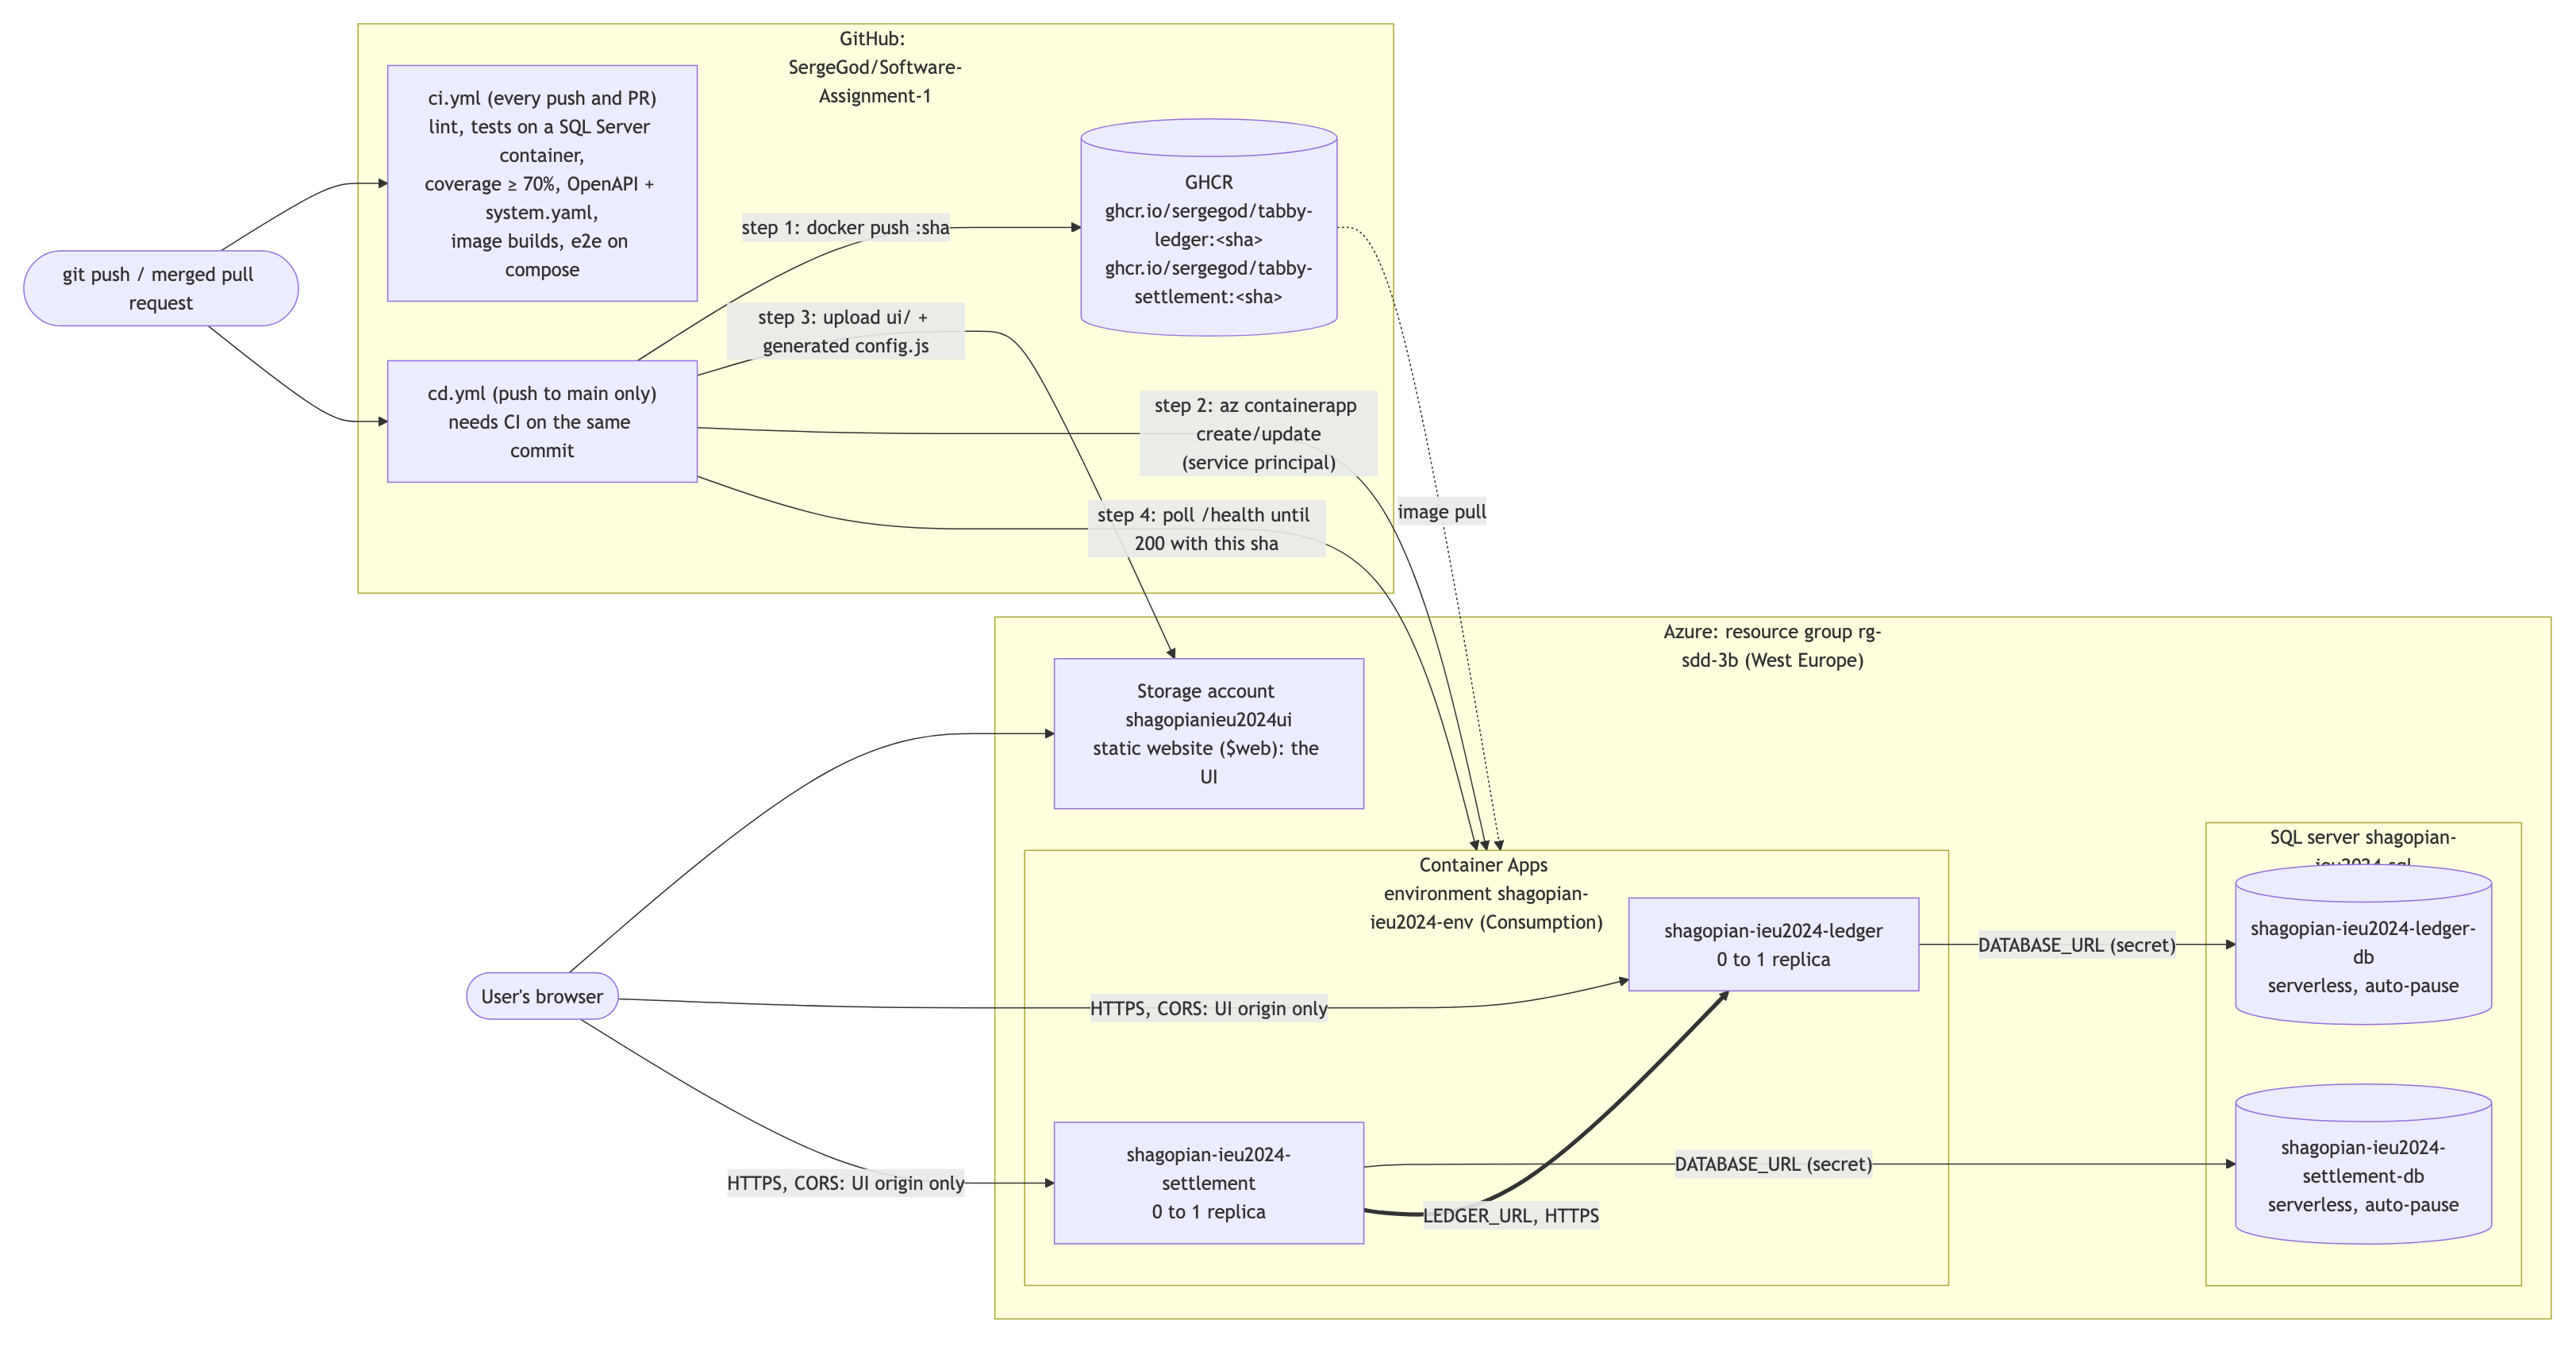 GitHub:
SergeGod/Software-
Assignment-1
ci.yml (every push and PR)
lint, tests on a SQL Server
container,
coverage ≥ 70%, OpenAPI +
system.yaml,
image builds, e2e on
compose
git push / merged pull
request
step 1: docker push :sha
GHCR
ghcr.io/sergegod/tabby-
ledger:<sha>
ghcr.io/sergegod/tabby-
settlement:<sha>
step 3: upload ui/ +
generated config.js
cd.yml (push to main only)
needs CI on the same
commit
step 2: az containerapp
create/update
(service principal)
step 4: poll /health until
200 with this sha
image pull
Azure: resource group rg-
sdd-3b (West Europe)
Storage account
shagopianieu2024ui
static website ($web): the
UI
Container Apps
environment shagopian-
ieu2024-env (Consumption)
SQL server shagopian-
ieu2024-sql
shagopian-ieu2024-ledger
0 to 1 replica
DATABASE_URL (secret)
shagopian-ieu2024-ledger-
db
serverless, auto-pause
User's browser
HTTPS, CORS: UI origin only
HTTPS, CORS: UI origin only
shagopian-ieu2024-
settlement
0 to 1 replica
DATABASE_URL (secret)
LEDGER_URL, HTTPS
shagopian-ieu2024-
settlement-db
serverless, auto-pause